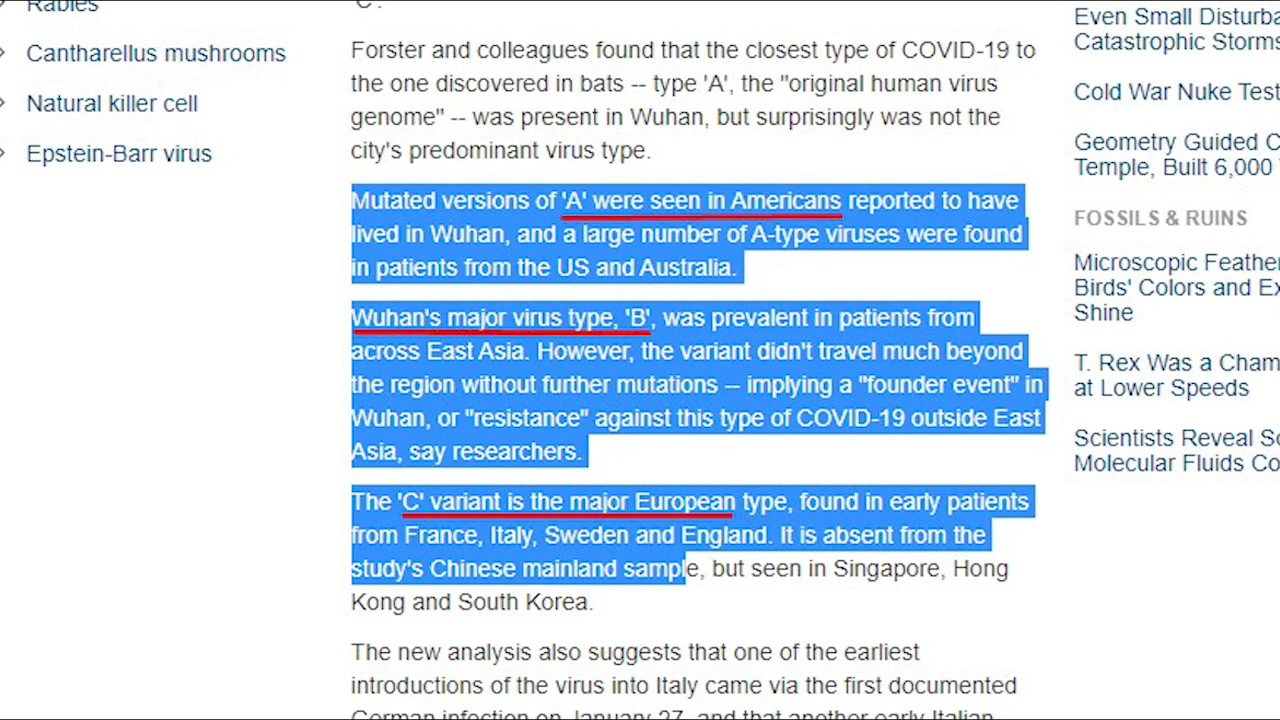 Rabies
Cantharellus mushrooms
Natural killer cell
Epstein-Barr virus
'C'.
Forster and colleagues found that the closest type of COVID-19 to
the one discovered in bats -- type 'A', the "original human virus
genome" -- was present in Wuhan, but surprisingly was not the
city's predominant virus type.
Mutated versions of 'A' were seen in Americans reported to have
lived in Wuhan, and a large number of A-type viruses were found
in patients from the US and Australia.
Wuhan's major virus type, 'B', was prevalent in patients from
across East Asia. However, the variant didn't travel much beyond
the region without further mutations -- implying a "founder event" in
Wuhan, or "resistance" against this type of COVID-19 outside East
Asia, say researchers.
The 'C' variant is the major European type, found in early patients
from France, Italy, Sweden and England. It is absent from the
study's Chinese mainland sample, but seen in Singapore, Hong
Kong and South Korea.
The new analysis also suggests that one of the earliest
introductions of the virus into Italy came via the first documented
German infection on January 27, and that another early Italian
Even Small Disturba
Catastrophic Storms
Cold War Nuke Test
Geometry Guided C
Temple, Built 6,000
FOSSILS & RUINS
Microscopic Feather
Birds' Colors and Ex
Shine
T. Rex Was a Cham
at Lower Speeds
Scientists Reveal So
Molecular Fluids Co